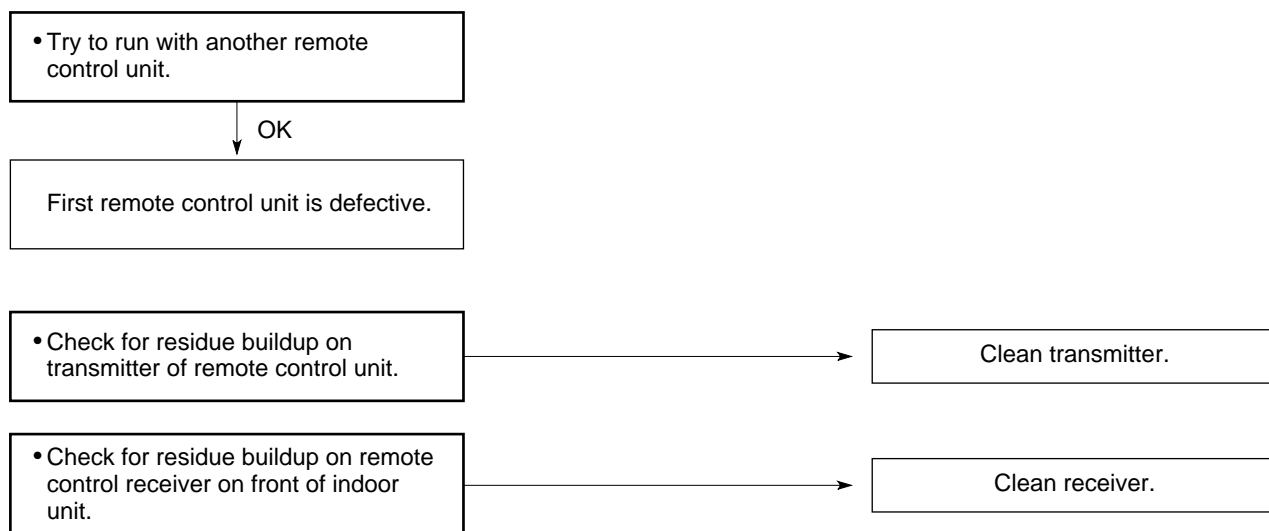 • Try to run with another remote
control unit.
OK
First remote control unit is defective.
• Check for residue buildup on
transmitter of remote control unit.
Clean transmitter.
• Check for residue buildup on remote
control receiver on front of indoor
unit.
Clean receiver.